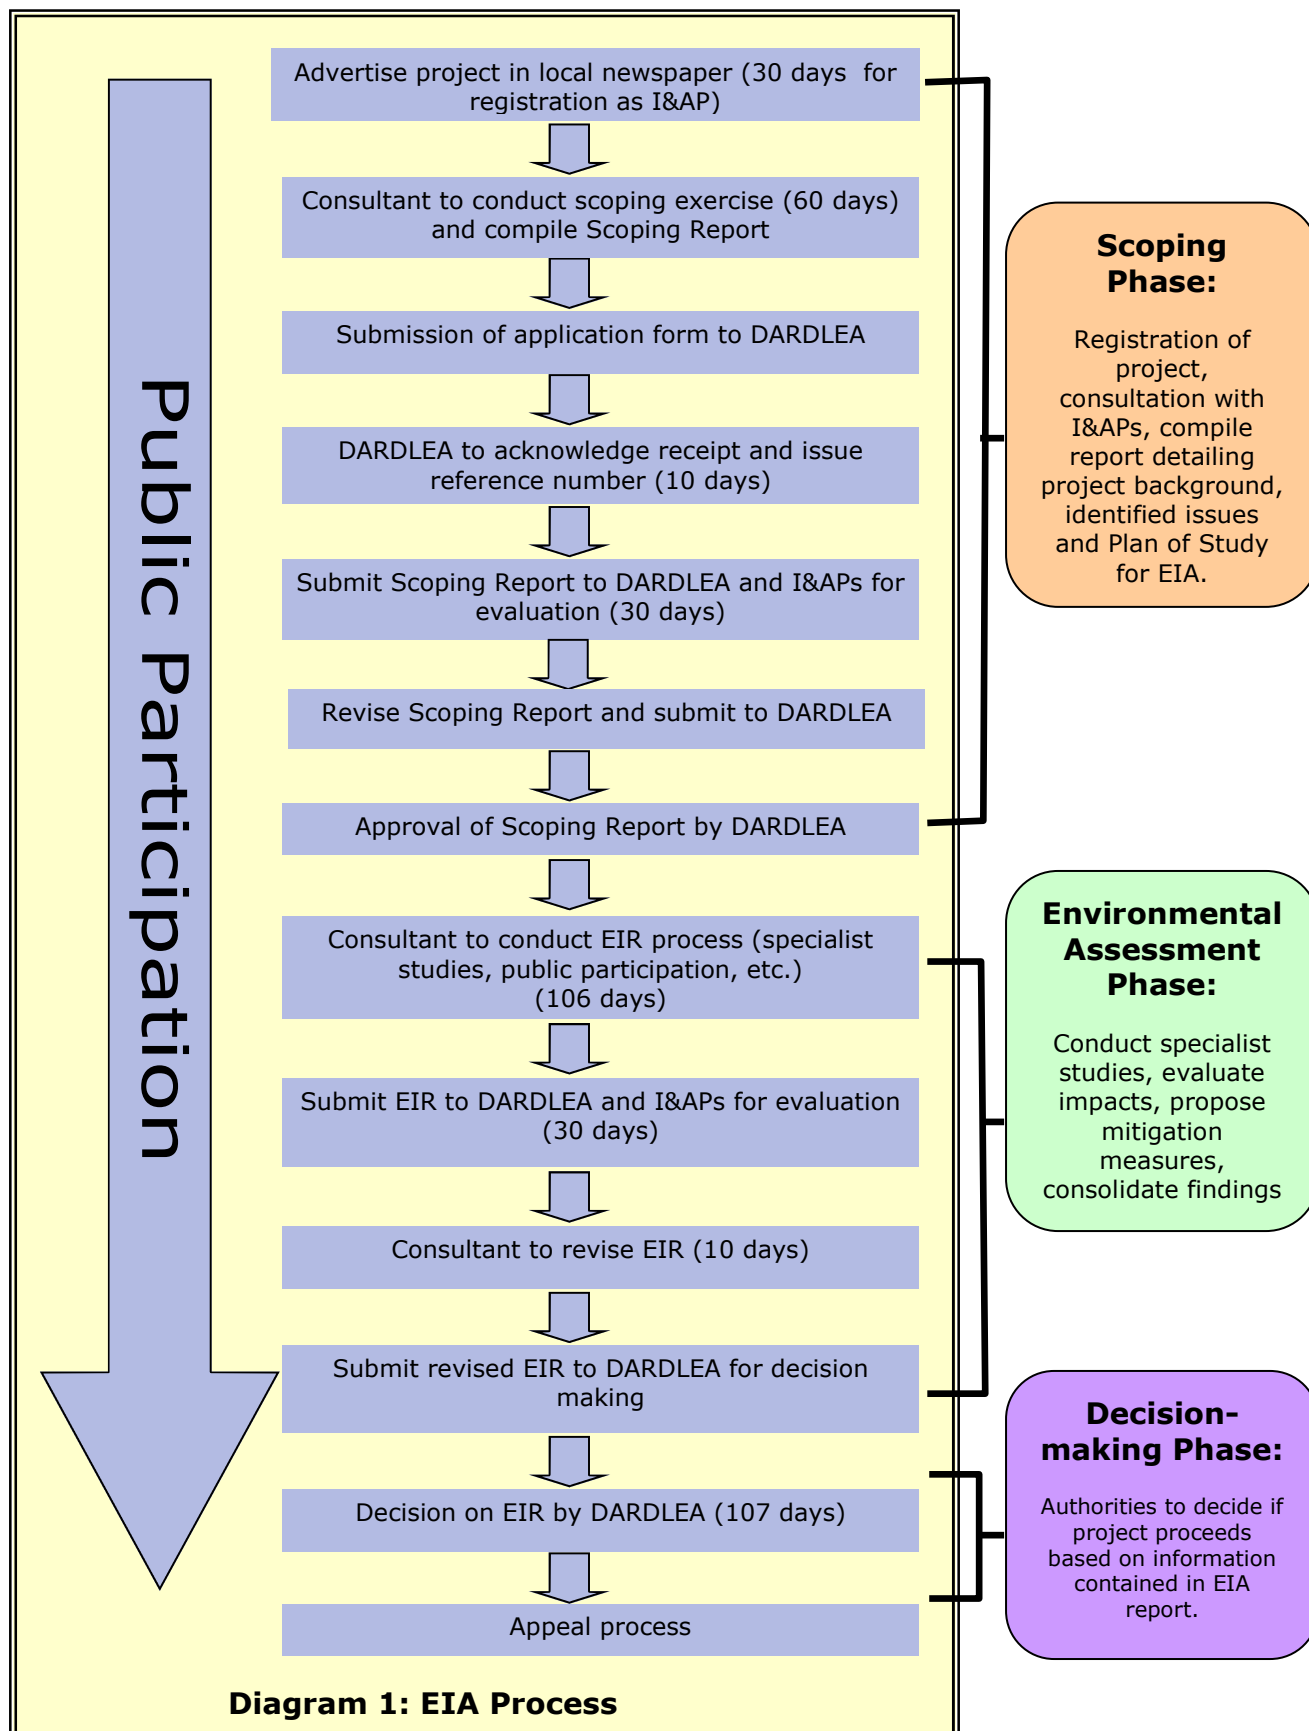 Advertise project in local newspaper (30 days for
registration as I&AP)
Consultant to conduct scoping exercise (60 days)
and compile Scoping Report
Submission of application form to DARDLEA
DARDLEA to acknowledge receipt and issue
reference number (10 days)
Submit Scoping Report to DARDLEA and I&APs for
evaluation (30 days)
Revise Scoping Report and submit to DARDLEA
Approval of Scoping Report by DARDLEA
Consultant to conduct EIR process (specialist
studies, public participation, etc.)
(106 days)
Submit EIR to DARDLEA and I&APs for evaluation
(30 days)
Consultant to revise EIR (10 days)
Submit revised EIR to DARDLEA for decision
making
Decision on EIR by DARDLEA (107 days)
Appeal process
Public Participation
Scoping
Phase:
Registration of
project,
consultation with
I&APs, compile
report detailing
project background,
identified issues
and Plan of Study
for EIA.
Environmental
Assessment
Phase:
Conduct specialist
studies, evaluate
impacts, propose
mitigation
measures,
consolidate findings
Decision-
making Phase:
Authorities to decide if
project proceeds
based on information
contained in EIA
report.
Diagram 1: EIA Process